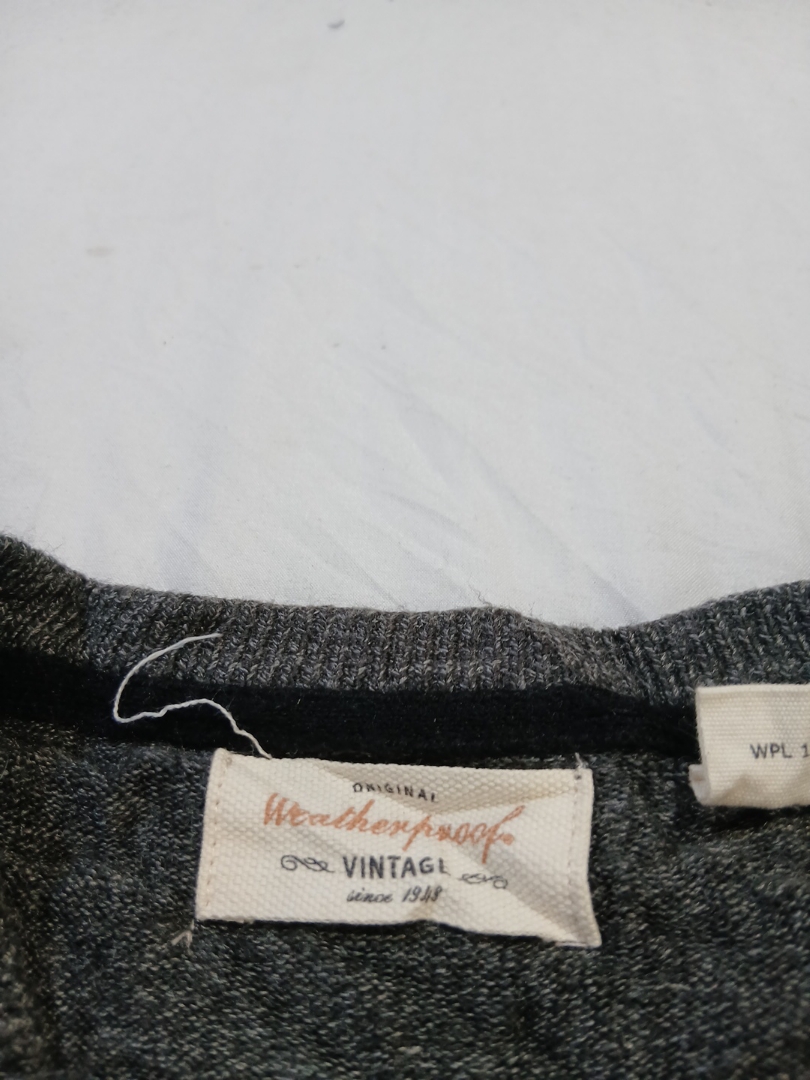 ORIGINAL
Weatherproof®
VINTAGE
since 1948
WPL 1